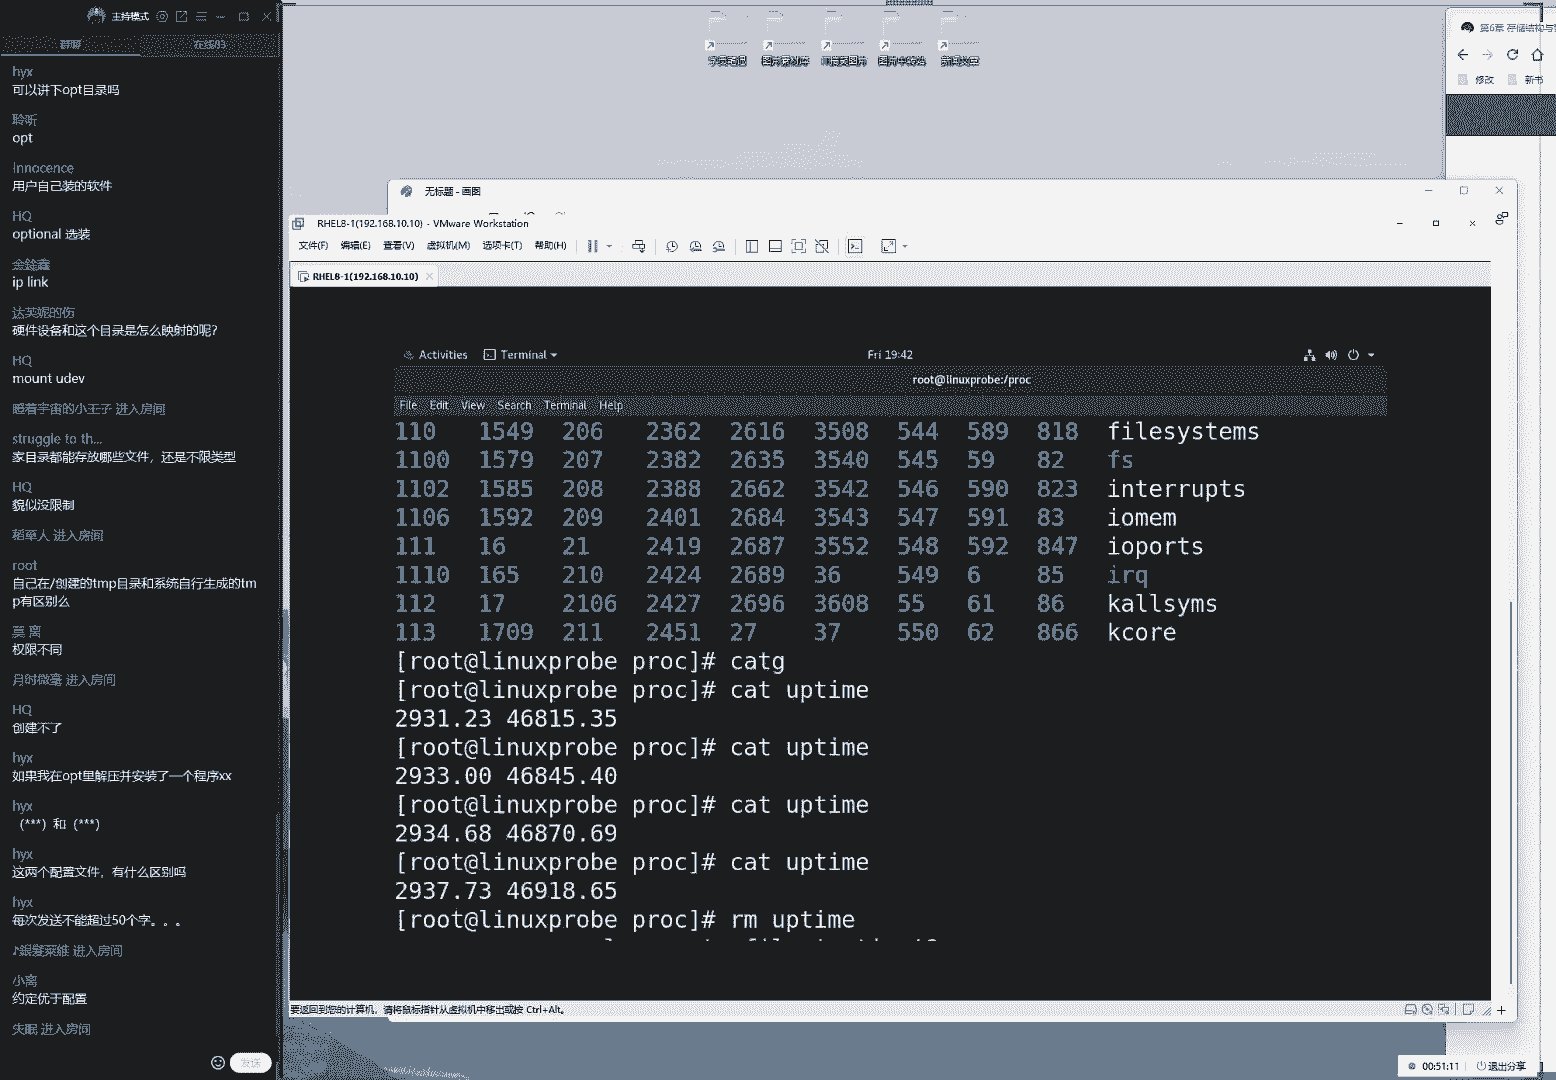 主持模式
群聊
hyx
可以讲下opt目录吗
聆听
opt
Innocence
用户自己装的软件
HQ
optional 选装
ip link
达芙妮的伤
硬件设备和这个目录是怎么映射的呢?
HQ
mount udev
睡着宇宙的小王子 进入房间
struggle to th...
家目录都能存放哪些文件，还是不限类型
HQ
貌似没限制
稻草人 进入房间
root
自己在/创建的tmp目录和系统自行生成的tm
p有区别么
莫 离
权限不同
月时微毫 进入房间
HQ
创建不了
hyx
如果我在opt里解压并安装了一个程序xx
hyx
（***）和（***）
hyx
这两个配置文件，有什么区别吗
hyx
每次发送不能超过50个字。。。
进入房间
小离
约定优于配置
失眠 进入房间
发送
第6章 存储结构与
修改 新书
无标题 - 画图
RHEL8-1(192.168.10.10) - VMware Workstation
文件(F) 编辑(E) 查看(V) 虚拟机(M) 选项卡(T) 帮助(H)
RHEL8-1(192.168.10.10)
Activities Terminal Fri 19:42
root@linuxprobe:/proc
File Edit View Search Terminal Help
110 1549 206 2362 2616 3508 544 589 818 filesystems
1100 1579 207 2382 2635 3540 545 59 82 fs
1102 1585 208 2388 2662 3542 546 590 823 interrupts
1106 1592 209 2401 2684 3543 547 591 83 iomem
111 16 21 2419 2687 3552 548 592 847 ioports
1110 165 210 2424 2689 36 549 6 85 irq
112 17 2106 2427 2696 3608 55 61 86 kallsyms
113 1709 211 2451 27 37 550 62 866 kcore
[root@linuxprobe proc]# catg
[root@linuxprobe proc]# cat uptime
2931.23 46815.35
[root@linuxprobe proc]# cat uptime
2933.00 46845.40
[root@linuxprobe proc]# cat uptime
2934.68 46870.69
[root@linuxprobe proc]# cat uptime
2937.73 46918.65
[root@linuxprobe proc]# rm uptime
要返回到您的计算机，请将鼠标指针从虚拟机中移出或按 Ctrl+Alt。
00:51:11 退出分享